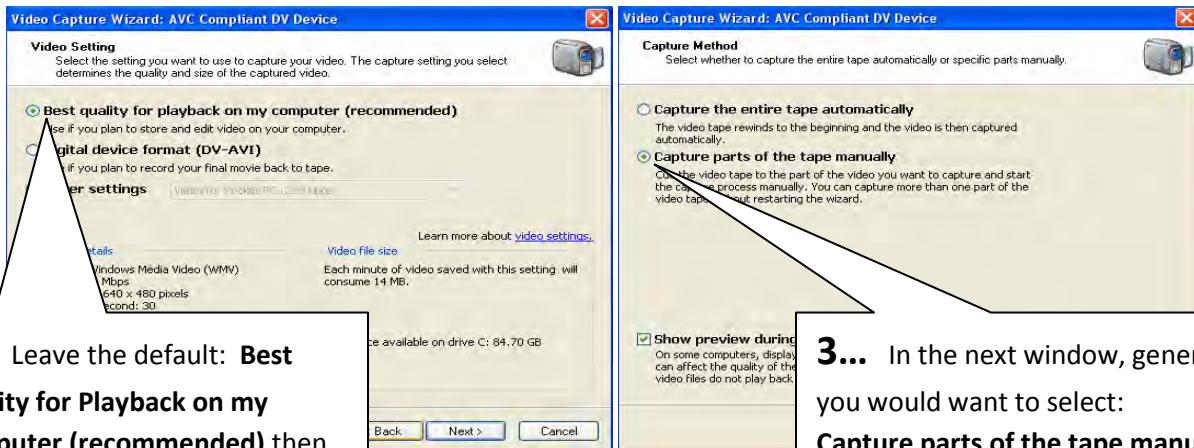 Video Capture Wizard: AVC Compliant DV Device
Video Setting
Select the setting you want to use to capture your video. The capture setting you select
determines the quality and size of the captured video.
Best quality for playback on my computer (recommended)
se if you plan to store and edit video on your computer.
gital device format (DV-AVI)
if you plan to record your final movie back to tape.
er settings
Learn more about video settings.
etails
Video file size
indows Media Video (WMV)
Each minute of video saved with this setting will
Mbps
consume 14 MB.
640 x 480 pixels
econd: 30
ce available on drive C: 84.70 GB
Back
Next >
Cancel
Leave the default: Best
ity for Playback on my
puter (recommended) then
Video Capture Wizard: AVC Compliant DV Device
Capture Method
Select whether to capture the entire tape automatically or specific parts manually.
Capture the entire tape automatically
The video tape rewinds to the beginning and the video is then captured
automatically.
Capture parts of the tape manually
the video tape to the part of the video you want to capture and start
the capture process manually. You can capture more than one part of the
video tape out restarting the wizard.
Show preview during
On some computers, display
can affect the quality of the
video files do not play back
3... In the next window, gener
you would want to select:
Capture parts of the tape manu